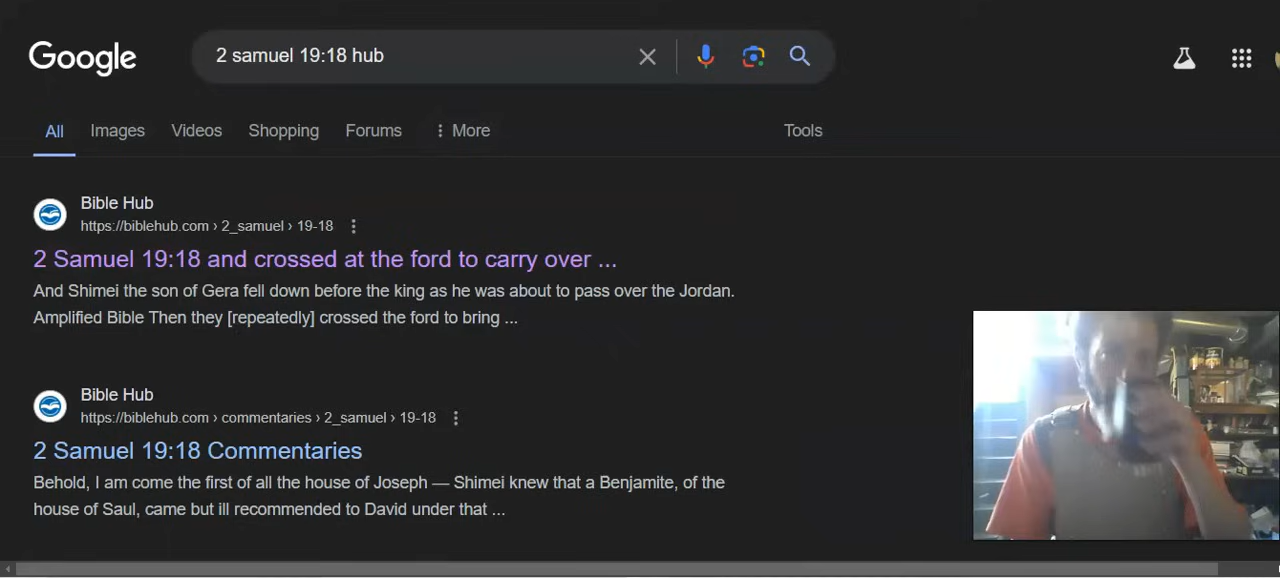 Google
2 samuel 19:18 hub
All Images Videos Shopping Forums More Tools
Bible Hub
https://biblehub.com › 2_samuel › 19-18
2 Samuel 19:18 and crossed at the ford to carry over ...
And Shimei the son of Gera fell down before the king as he was about to pass over the Jordan.
Amplified Bible Then they [repeatedly] crossed the ford to bring ...
Bible Hub
https://biblehub.com › commentaries › 2_samuel › 19-18
2 Samuel 19:18 Commentaries
Behold, I am come the first of all the house of Joseph — Shimei knew that a Benjamite, of the
house of Saul, came but ill recommended to David under that ...